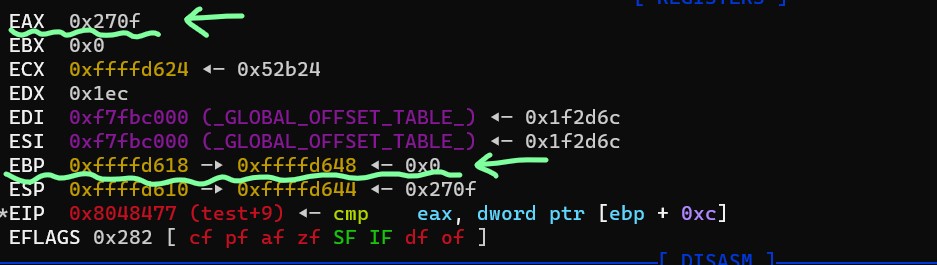 [ REGISTERS ]
EAX 0x270f
EBX 0x0
ECX 0xffffd624 ◂— 0x52b24
EDX 0x1ec
EDI 0xf7fbc000 (_GLOBAL_OFFSET_TABLE_) ◂— 0x1f2d6c
ESI 0xf7fbc000 (_GLOBAL_OFFSET_TABLE_) ◂— 0x1f2d6c
EBP 0xffffd618 —▸ 0xffffd648 ◂— 0x0
ESP 0xffffd610 —▸ 0xffffd644 ◂— 0x270f
*EIP 0x8048477 (test+9) ◂— cmp eax, dword ptr [ebp + 0xc]
EFLAGS 0x282 [ cf pf af zf SF IF df of ]
[ DISASM ]